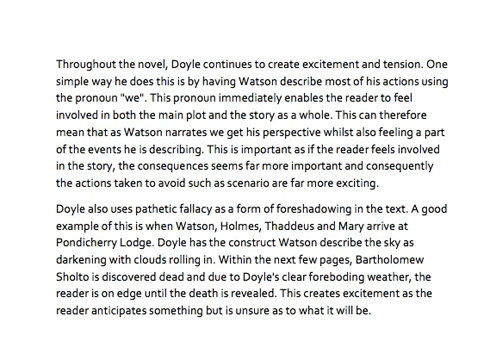 Throughout the novel, Doyle continues to create excitement and tension. One
simple way he does this is by having Watson describe most of his actions using
the pronoun "we". This pronoun immediately enables the reader to feel
involved in both the main plot and the story as a whole. This can therefore
mean that as Watson narrates we get his perspective whilst also feeling a part
of the events he is describing. This is important as if the reader feels involved
in the story, the consequences seems far more important and consequently
the actions taken to avoid such as scenario are far more exciting.
Doyle also uses pathetic fallacy as a form of foreshadowing in the text. A good
example of this is when Watson, Holmes, Thaddeus and Mary arrive at
Pondicherry Lodge. Doyle has the construct Watson describe the sky as
darkening with clouds rolling in. Within the next few pages, Bartholomew
Sholto is discovered dead and due to Doyle's clear foreboding weather, the
reader is on edge until the death is revealed. This creates excitement as the
reader anticipates something but is unsure as to what it will be.